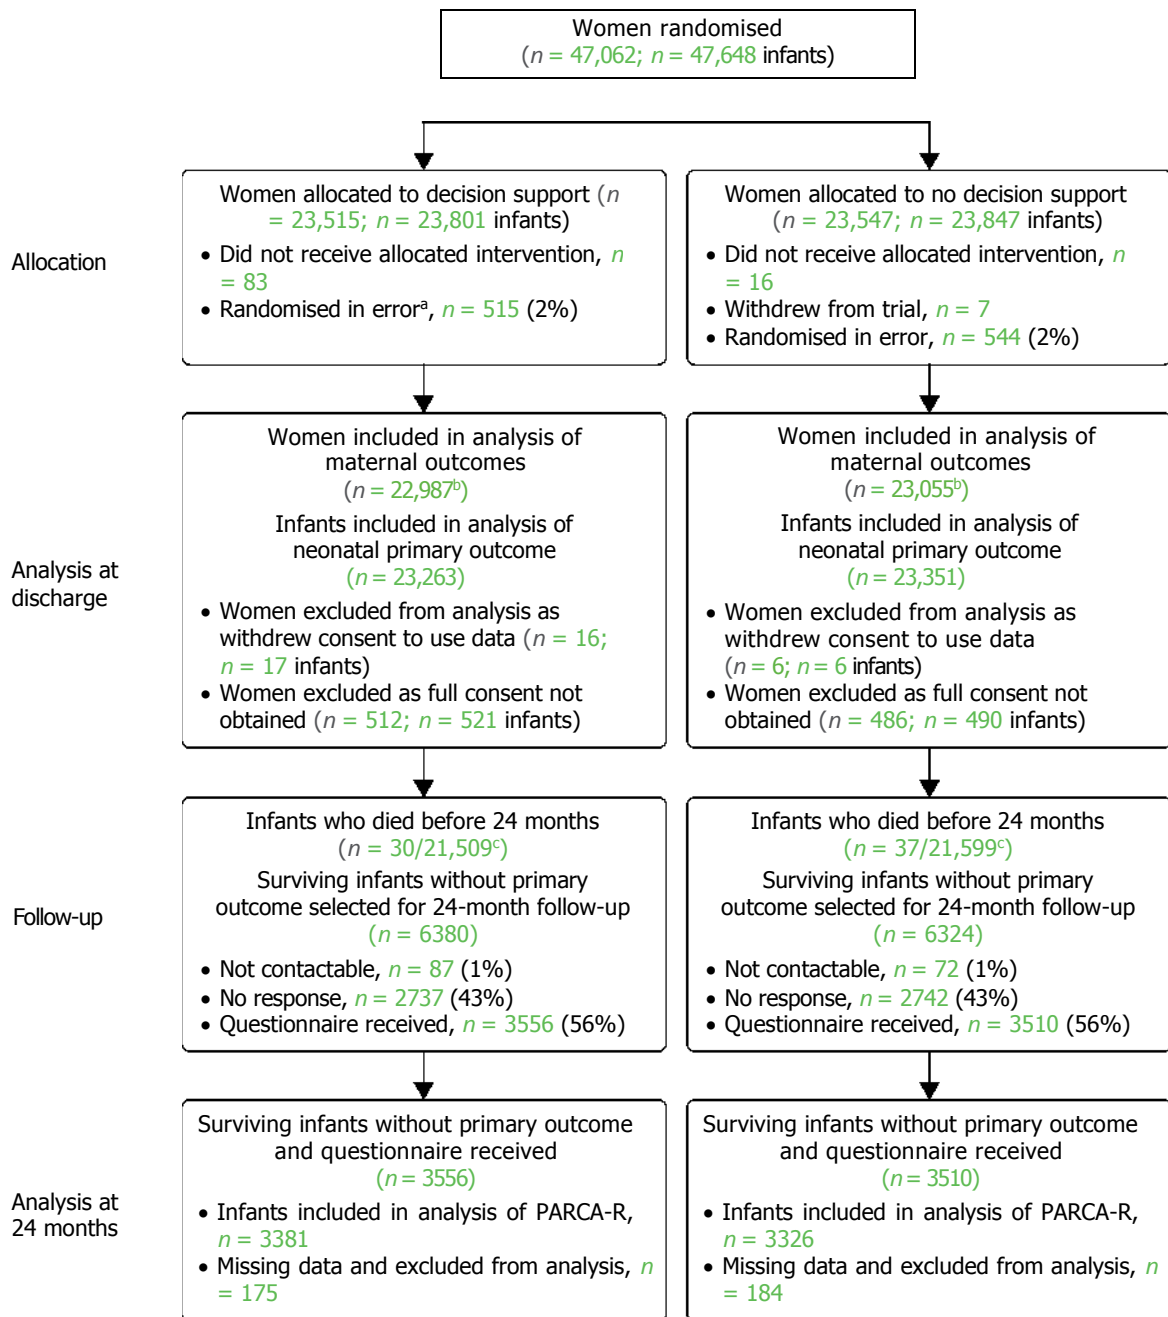 Women randomised
(n = 47,062; n = 47,648 infants)
Allocation
Women allocated to decision support (n
= 23,515; n = 23,801 infants)
• Did not receive allocated intervention, n
= 83
• Randomised in errorᵃ, n = 515 (2%)
Women allocated to no decision support
(n = 23,547; n = 23,847 infants)
• Did not receive allocated intervention, n
= 16
• Withdrew from trial, n = 7
• Randomised in error, n = 544 (2%)
Analysis at
discharge
Women included in analysis of
maternal outcomes
(n = 22,987ᵇ)
Infants included in analysis of
neonatal primary outcome
(n = 23,263)
• Women excluded from analysis as
withdrew consent to use data (n = 16;
n = 17 infants)
• Women excluded as full consent not
obtained (n = 512; n = 521 infants)
Women included in analysis of
maternal outcomes
(n = 23,055ᵇ)
Infants included in analysis of
neonatal primary outcome
(n = 23,351)
• Women excluded from analysis as
withdrew consent to use data
(n = 6; n = 6 infants)
• Women excluded as full consent not
obtained (n = 486; n = 490 infants)
Follow-up
Infants who died before 24 months
(n = 30/21,509ᶜ)
Surviving infants without primary
outcome selected for 24-month follow-up
(n = 6380)
• Not contactable, n = 87 (1%)
• No response, n = 2737 (43%)
• Questionnaire received, n = 3556 (56%)
Infants who died before 24 months
(n = 37/21,599ᶜ)
Surviving infants without primary
outcome selected for 24-month follow-up
(n = 6324)
• Not contactable, n = 72 (1%)
• No response, n = 2742 (43%)
• Questionnaire received, n = 3510 (56%)
Analysis at
24 months
Surviving infants without primary outcome
and questionnaire received
(n = 3556)
• Infants included in analysis of PARCA-R,
n = 3381
• Missing data and excluded from analysis, n
= 175
Surviving infants without primary outcome
and questionnaire received
(n = 3510)
• Infants included in analysis of PARCA-R,
n = 3326
• Missing data and excluded from analysis, n
= 184